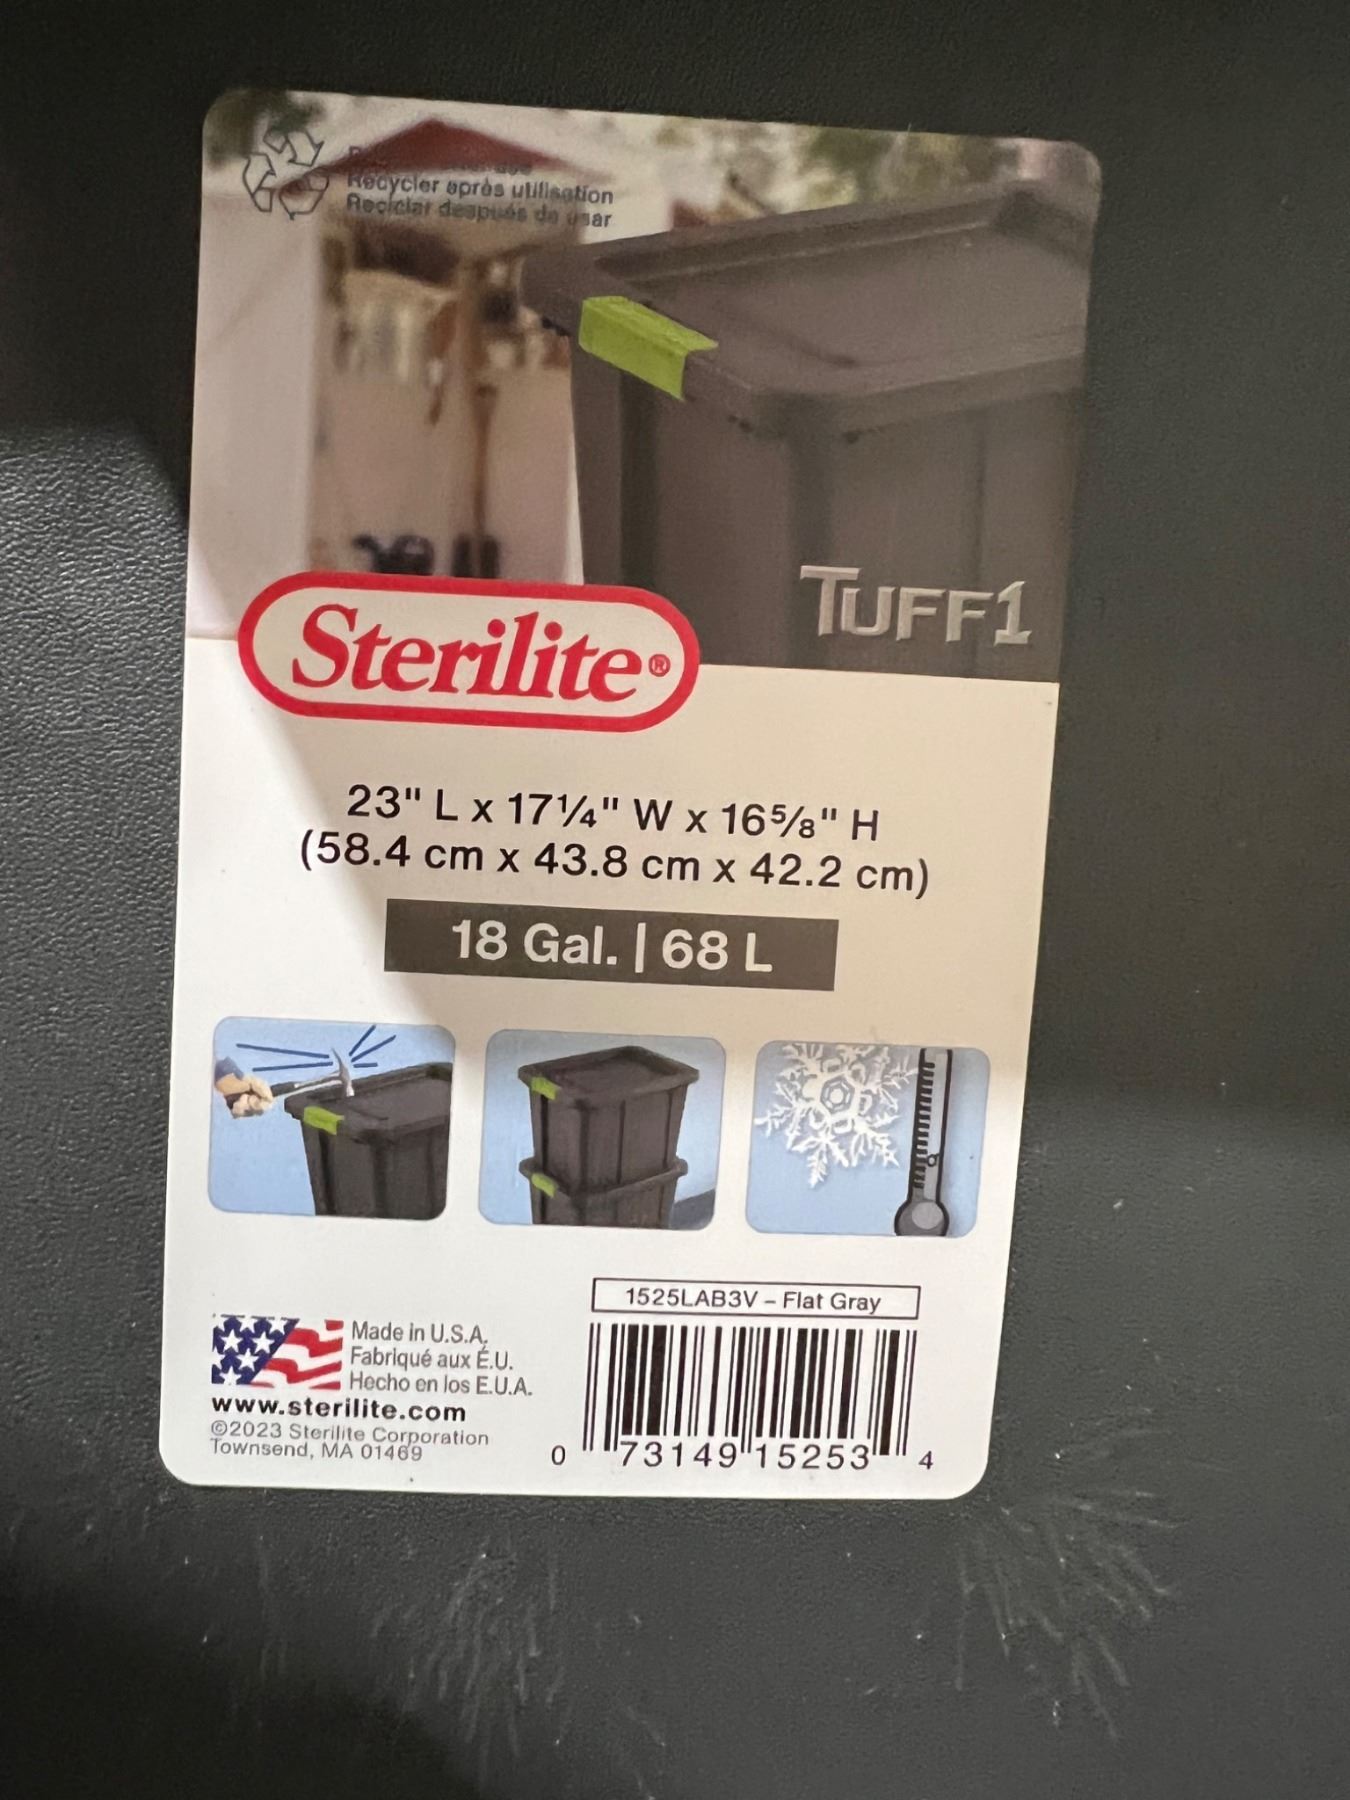 Recycler après utilisation
Reciclar después de usar
TUFF1
Sterilite®
23" L x 17¼" W x 16⅝" H
(58.4 cm x 43.8 cm x 42.2 cm)
18 Gal. | 68 L
1525LAB3V – Flat Gray
Made in U.S.A.
Fabriqué aux É.U.
Hecho en los E.U.A.
www.sterilite.com
©2023 Sterilite Corporation
Townsend, MA 01469
0 73149 15253 4